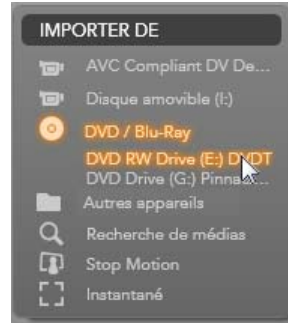 IMPORTER DE
AVC Compliant DV De...
Disque amovible (I:)
DVD / Blu-Ray
DVD RW Drive (E:) DVDT
DVD Drive (G:) Pinna...
Autres appareils
Recherche de médias
Stop Motion
Instantané